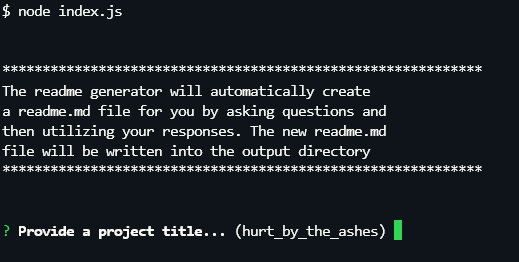 $ node index.js
************************************************************
The readme generator will automatically create
a readme.md file for you by asking questions and
then utilizing your responses. The new readme.md
file will be written into the output directory
************************************************************
? Provide a project title... (hurt_by_the_ashes)